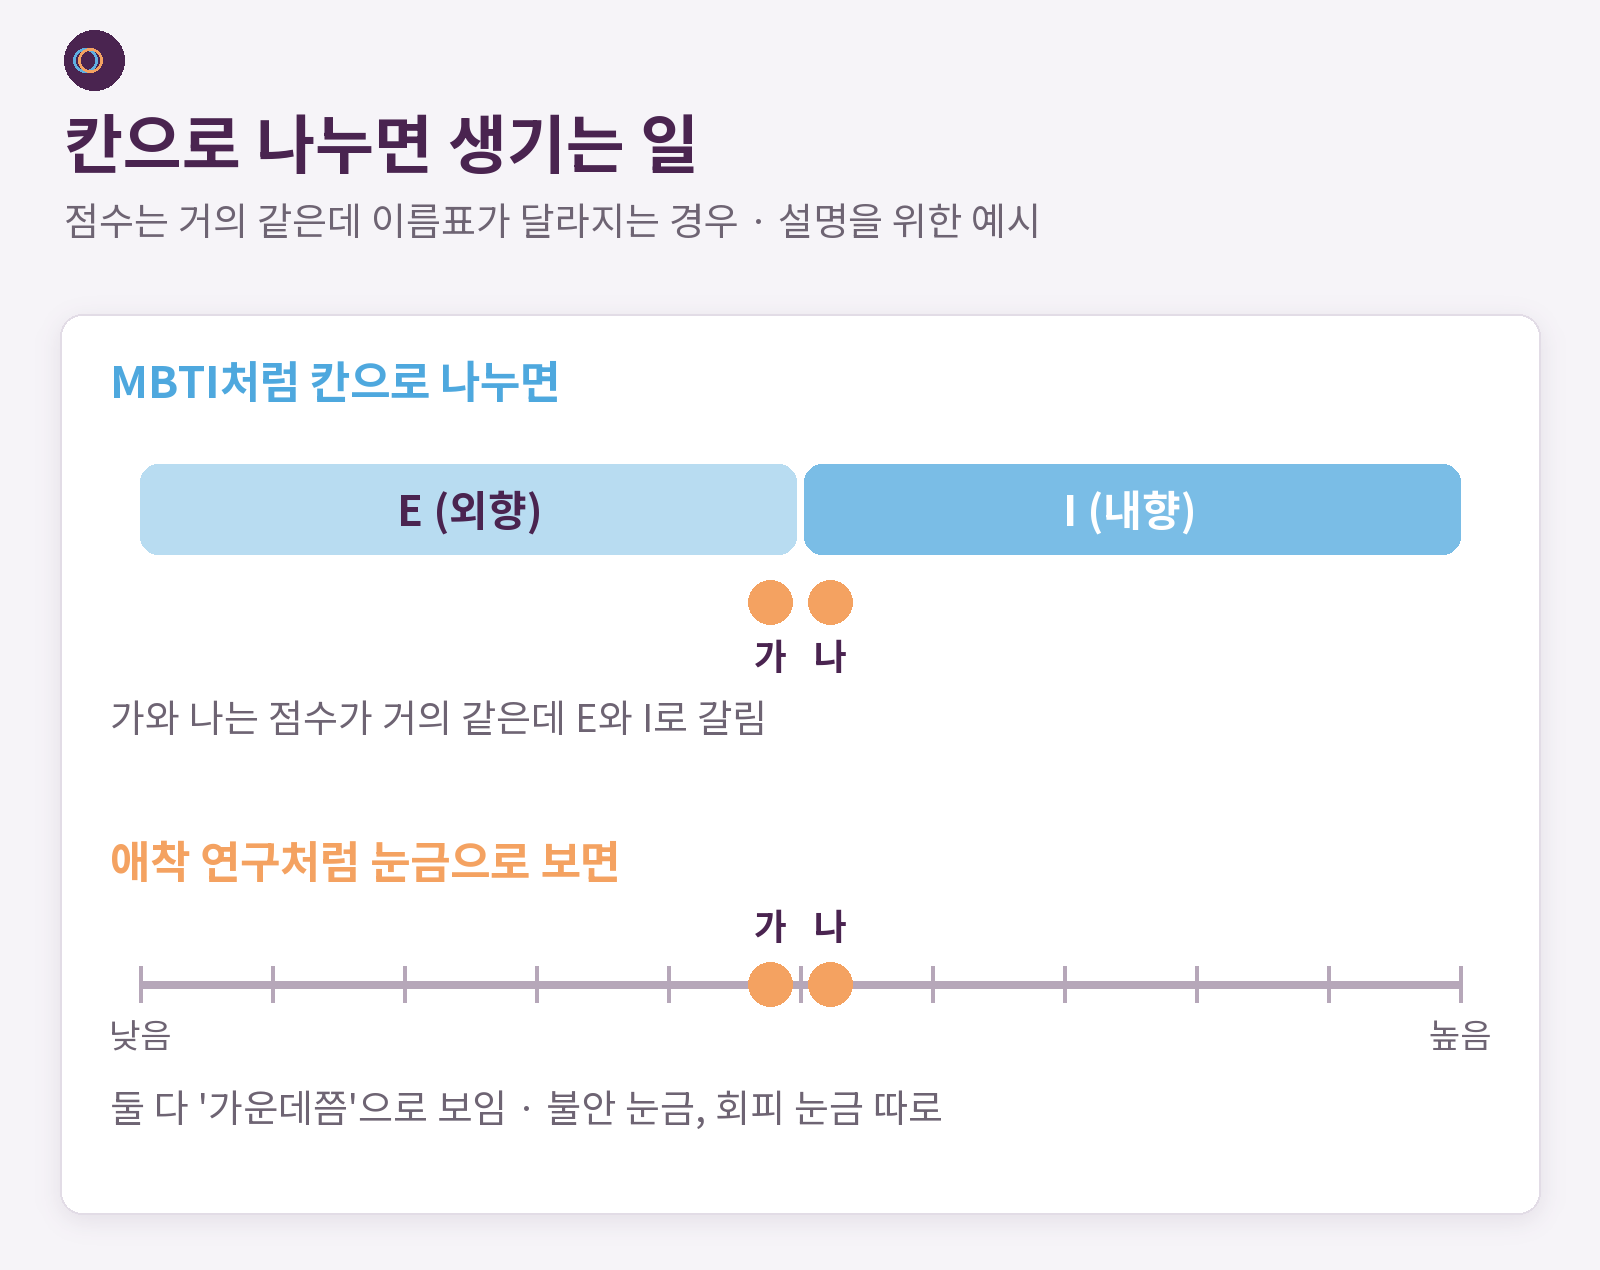 칸으로 나누면 생기는 일
점수는 거의 같은데 이름표가 달라지는 경우 · 설명을 위한 예시
MBTI처럼 칸으로 나누면
E (외향)
I (내향)
가
나
가와 나는 점수가 거의 같은데 E와 I로 갈림
애착 연구처럼 눈금으로 보면
가
나
낮음
높음
둘 다 '가운데쯤'으로 보임 · 불안 눈금, 회피 눈금 따로